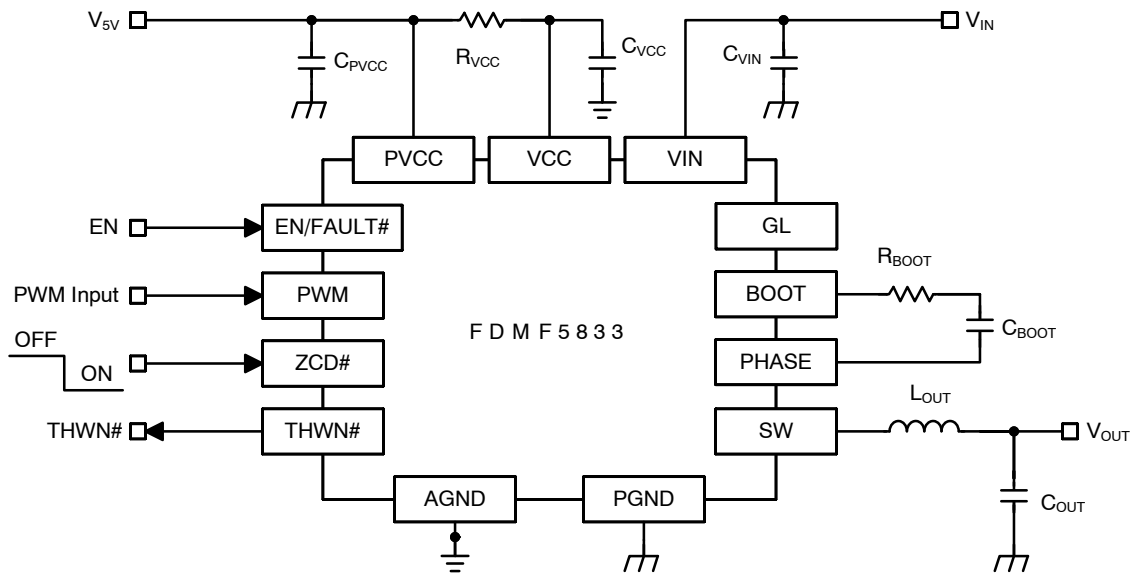 V5V
VIN
CPVCC
RVCC
CVCC
CVIN
PVCC
VCC
VIN
EN
EN/FAULT#
GL
RBOOT
PWM Input
PWM
BOOT
FDMF5833
CBOOT
OFF
ON
ZCD#
PHASE
LOUT
THWN#
THWN#
SW
VOUT
AGND
PGND
COUT